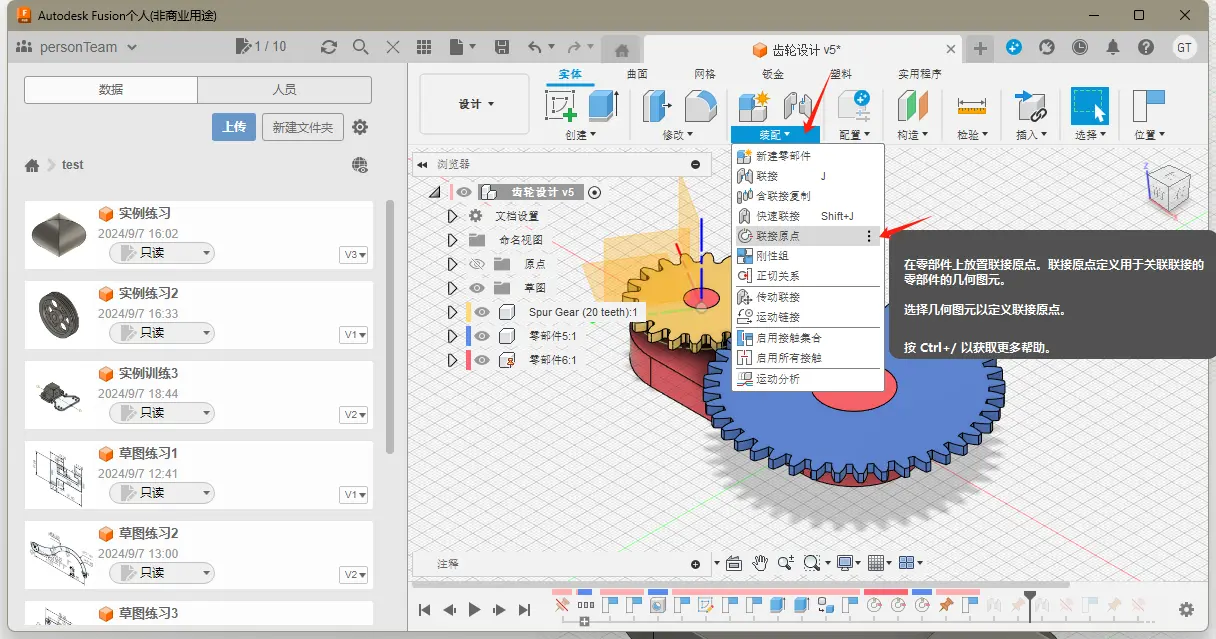 Autodesk Fusion个人(非商业用途)
personTeam
1 / 10
齿轮设计 v5*
GT
数据
人员
上传
新建文件夹
test
实例练习
2024/9/7 16:02
只读
V3
实例练习2
2024/9/7 16:33
只读
V1
实例训练3
2024/9/7 18:44
只读
V2
草图练习1
2024/9/7 12:41
只读
V1
草图练习2
2024/9/7 13:00
只读
V2
草图练习3
实体
曲面
网格
钣金
塑料
实用程序
设计
创建
修改
装配
配置
构造
检验
插入
选择
位置
浏览器
齿轮设计 v5
文档设置
命名视图
原点
草图
Spur Gear (20 teeth):1
零部件5:1
零部件6:1
新建零部件
联接 J
含联接复制
快速联接 Shift+J
联接原点
刚性组
正切关系
传动联接
运动链接
启用接触集合
启用所有接触
运动分析
在零部件上放置联接原点。联接原点定义用于关联联接的
零部件的几何图元。
选择几何图元以定义联接原点。
按 Ctrl+/ 以获取更多帮助。
Z
注释